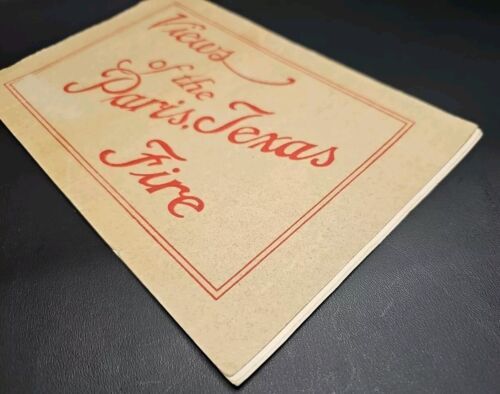 Views
of the
Paris, Texas
Fire